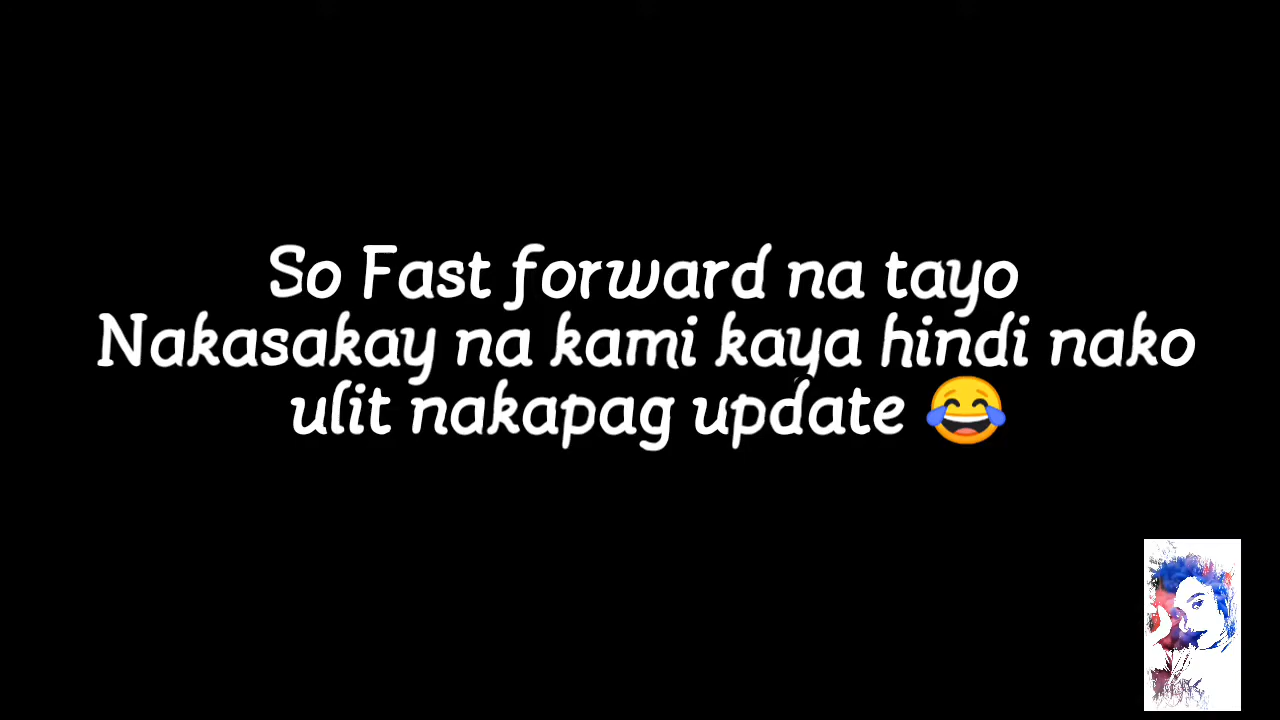 So Fast forward na tayo
Nakasakay na kami kaya hindi nako
ulit nakapag update 😂